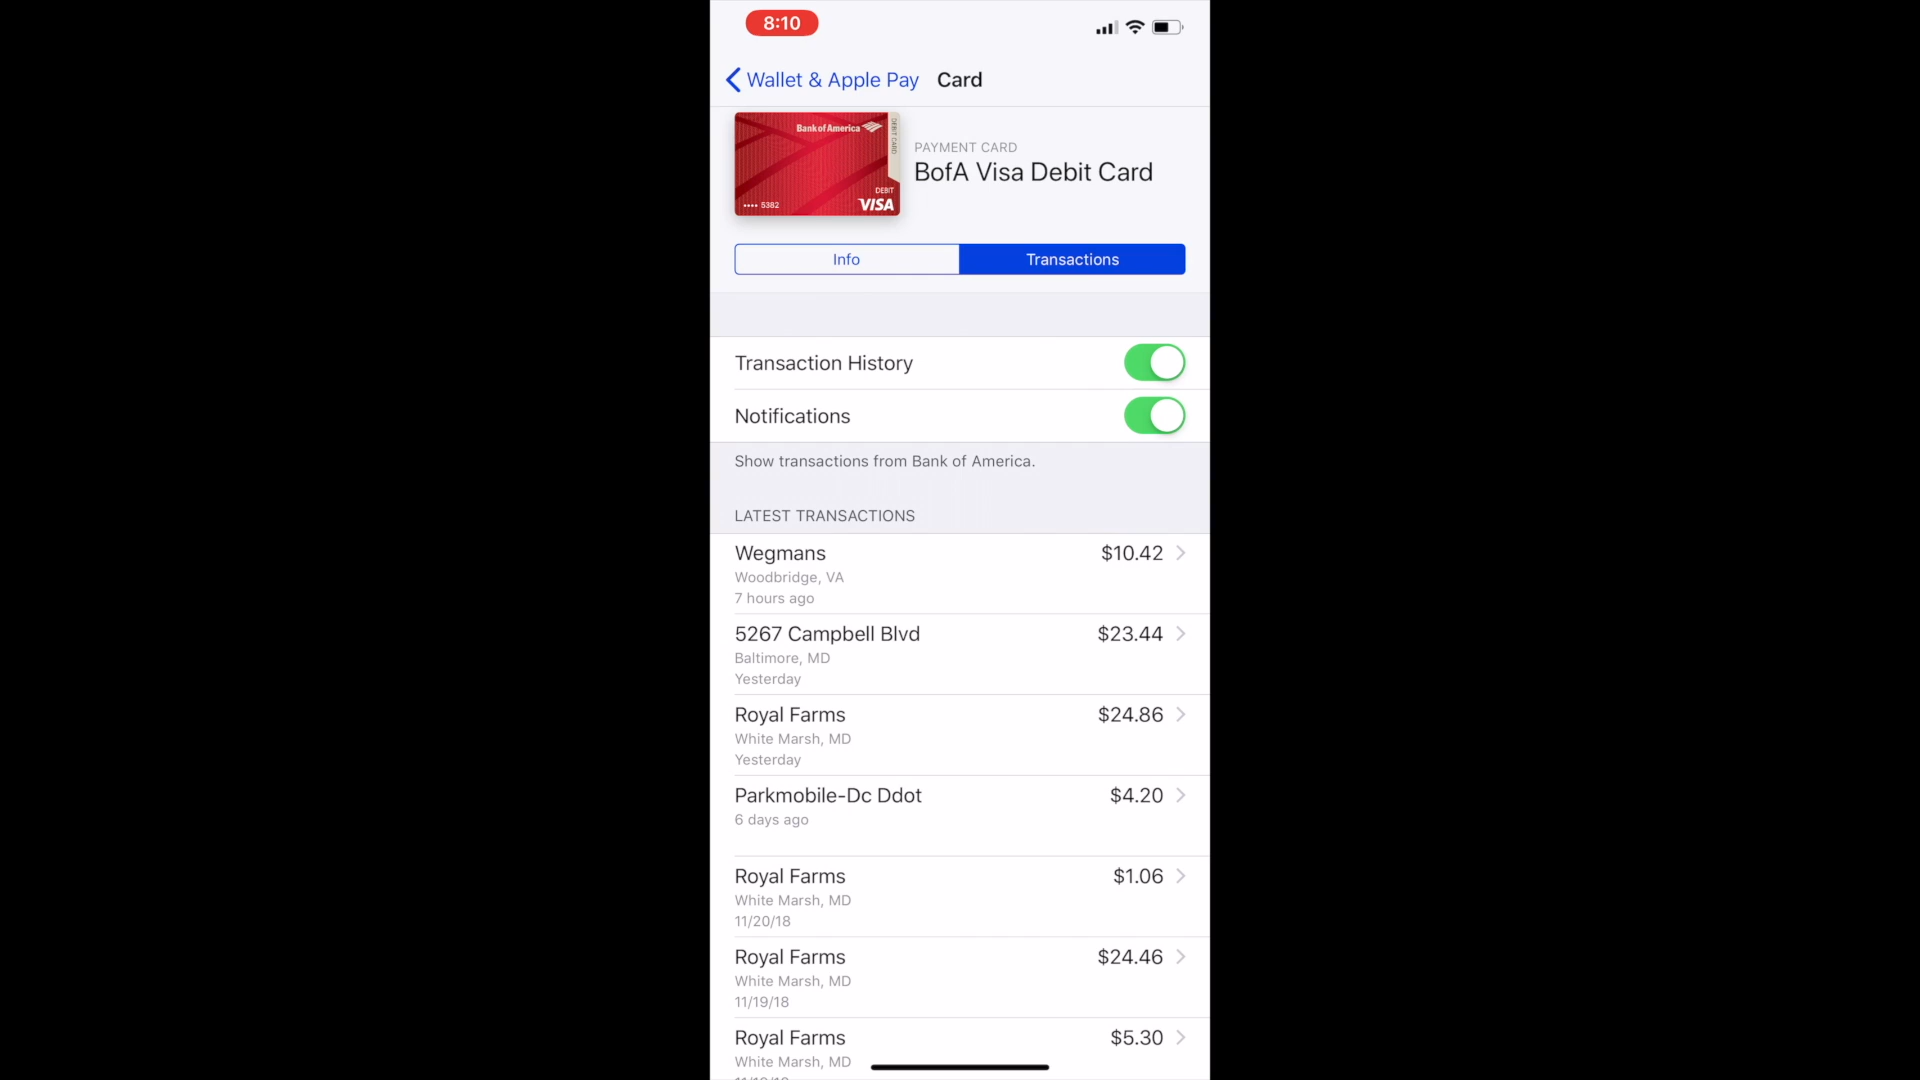 8:10
Wallet & Apple Pay Card
Bank of America
DEBIT CARD
DEBIT
•••• 5382
VISA
PAYMENT CARD
BofA Visa Debit Card
Info
Transactions
Transaction History
Notifications
Show transactions from Bank of America.
LATEST TRANSACTIONS
Wegmans $10.42
Woodbridge, VA
7 hours ago
5267 Campbell Blvd $23.44
Baltimore, MD
Yesterday
Royal Farms $24.86
White Marsh, MD
Yesterday
Parkmobile-Dc Ddot $4.20
6 days ago
Royal Farms $1.06
White Marsh, MD
11/20/18
Royal Farms $24.46
White Marsh, MD
11/19/18
Royal Farms $5.30
White Marsh, MD